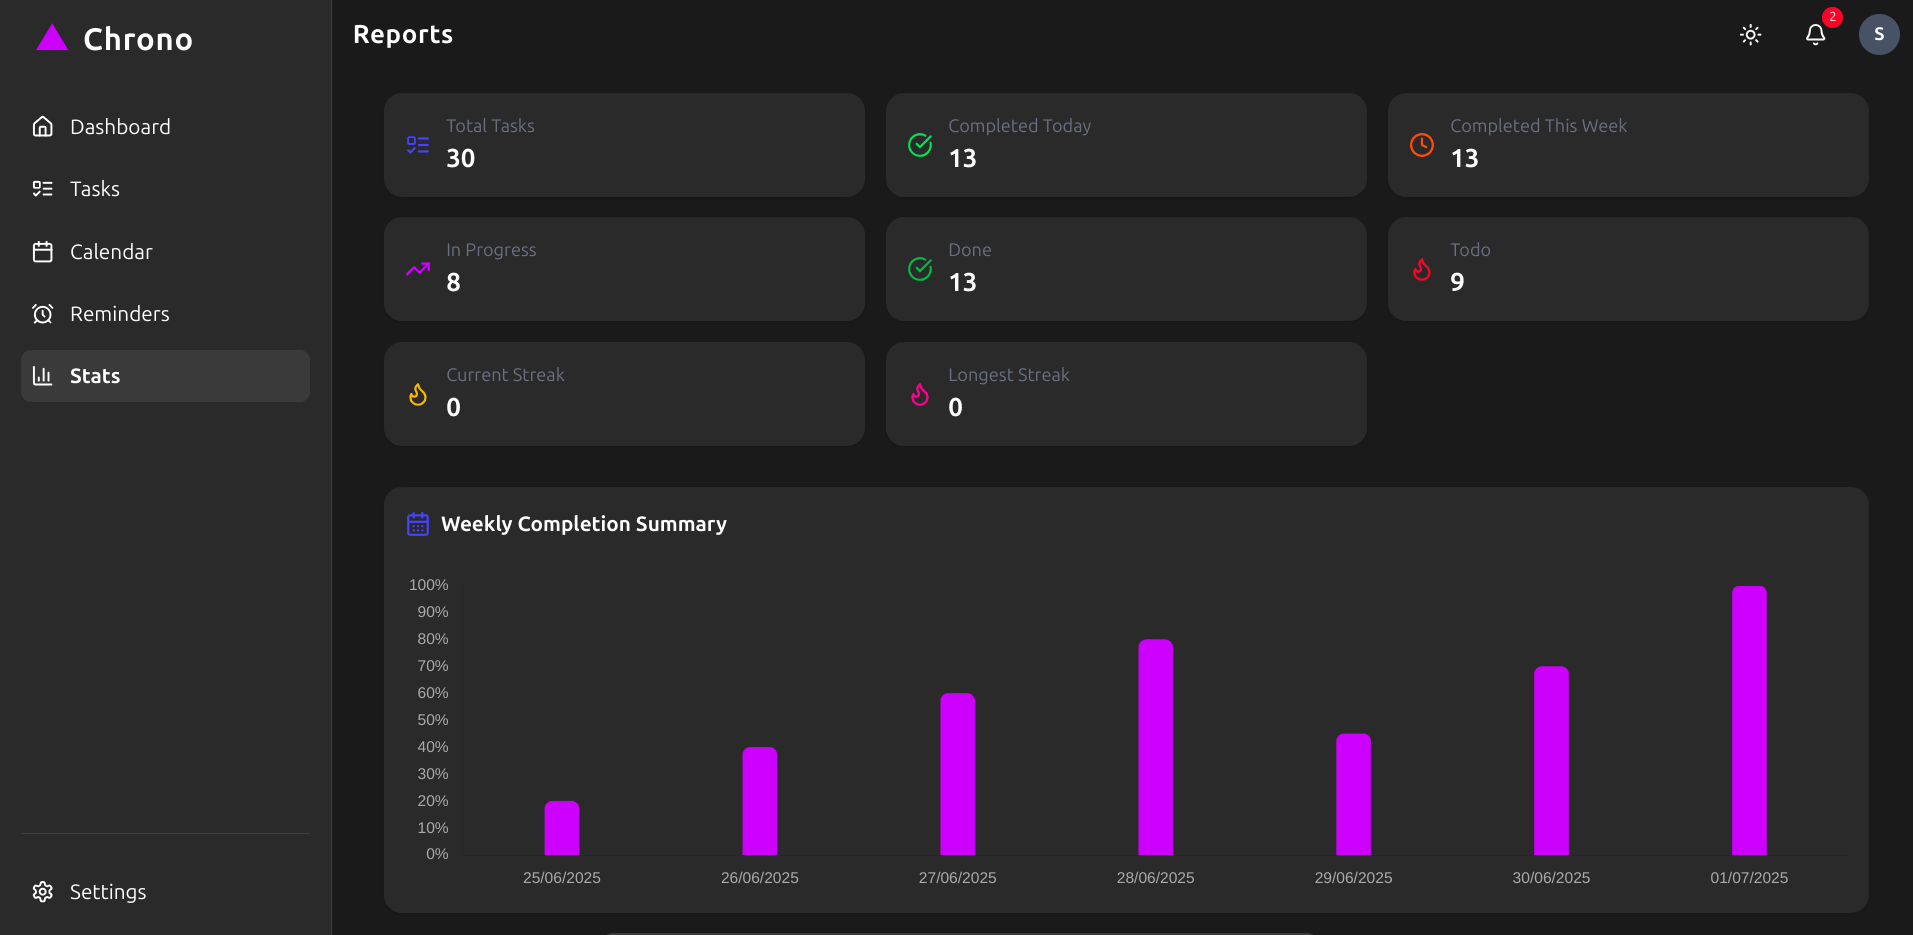 Chrono
Dashboard
Tasks
Calendar
Reminders
Stats
Settings
Reports
2
S
Total Tasks
30
Completed Today
13
Completed This Week
13
In Progress
8
Done
13
Todo
9
Current Streak
0
Longest Streak
0
Weekly Completion Summary
100%
90%
80%
70%
60%
50%
40%
30%
20%
10%
0%
25/06/2025 26/06/2025 27/06/2025 28/06/2025 29/06/2025 30/06/2025 01/07/2025